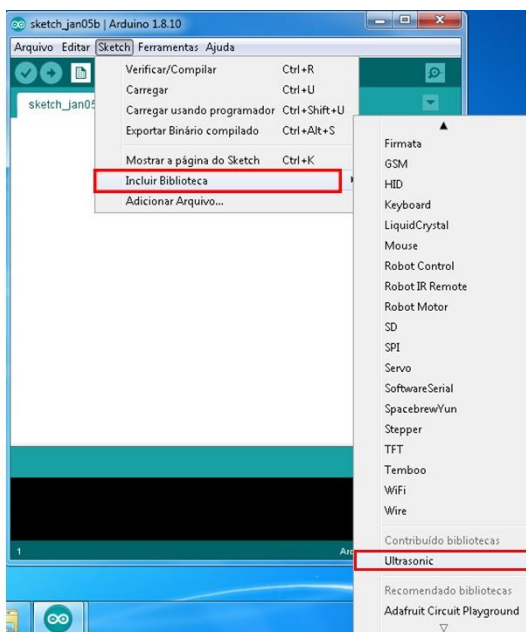 sketch_jan05b | Arduino 1.8.10
Arquivo Editar Sketch Ferramentas Ajuda
sketch_jan05
Verificar/Compilar Ctrl+R
Carregar Ctrl+U
Carregar usando programador Ctrl+Shift+U
Exportar Binário compilado Ctrl+Alt+S
Mostrar a página do Sketch Ctrl+K
Incluir Biblioteca
Adicionar Arquivo...
Firmata
GSM
HID
Keyboard
LiquidCrystal
Mouse
Robot Control
Robot IR Remote
Robot Motor
SD
SPI
Servo
SoftwareSerial
SpacebrewYun
Stepper
TFT
Temboo
WiFi
Wire
Contribuído bibliotecas
Ultrasonic
Recomendado bibliotecas
Adafruit Circuit Playground
1 Ard